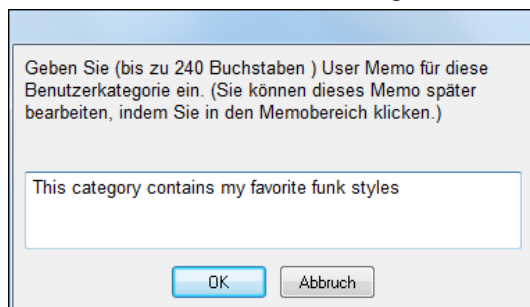 Geben Sie (bis zu 240 Buchstaben ) User Memo für diese
Benutzerkategorie ein. (Sie können dieses Memo später
bearbeiten, indem Sie in den Memobereich klicken.)
This category contains my favorite funk styles
OK
Abbruch